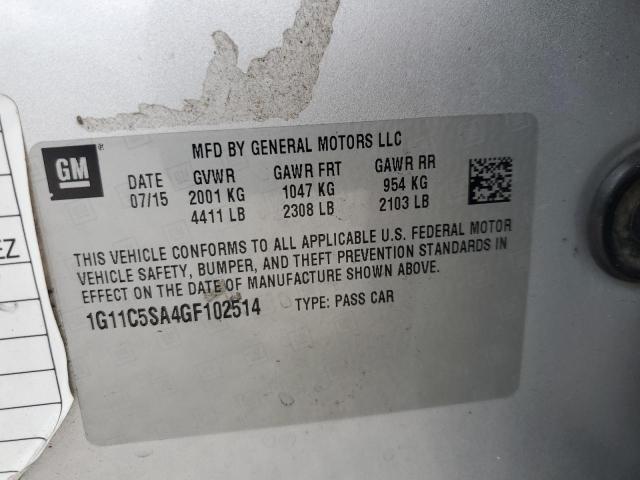 GM
®
MFD BY GENERAL MOTORS LLC
DATE GVWR GAWR FRT GAWR RR
07/15 2001 KG 1047 KG 954 KG
4411 LB 2308 LB 2103 LB
THIS VEHICLE CONFORMS TO ALL APPLICABLE U.S. FEDERAL MOTOR
VEHICLE SAFETY, BUMPER, AND THEFT PREVENTION STANDARDS IN
EFFECT ON THE DATE OF MANUFACTURE SHOWN ABOVE.
1G11C5SA4GF102514 TYPE: PASS CAR
EZ